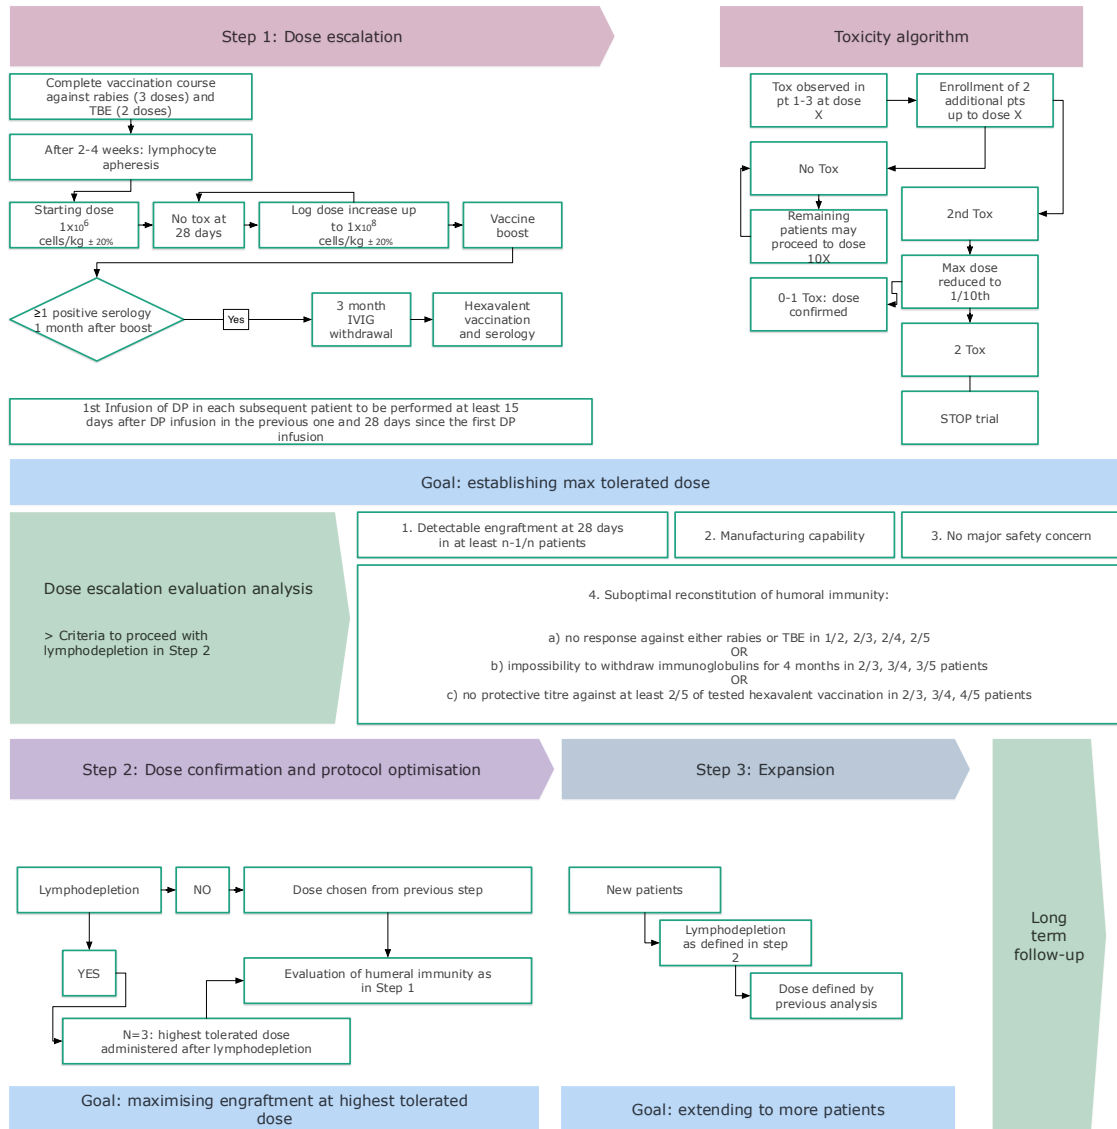 Step 1: Dose escalation
Complete vaccination course
against rabies (3 doses) and
TBE (2 doses)
After 2-4 weeks: lymphocyte
apheresis
Starting dose
1x10⁶
cells/kg ± 20%
No tox at
28 days
Log dose increase up
to 1x10⁸
cells/kg ± 20%
Vaccine
boost
≥1 positive serology
1 month after boost
Yes
3 month
IVIG
withdrawal
Hexavalent
vaccination
and serology
1st Infusion of DP in each subsequent patient to be performed at least 15
days after DP infusion in the previous one and 28 days since the first DP
infusion
Toxicity algorithm
Tox observed in
pt 1-3 at dose
X
Enrollment of 2
additional pts
up to dose X
No Tox
Remaining
patients may
proceed to dose
10X
2nd Tox
Max dose
reduced to
1/10th
0-1 Tox: dose
confirmed
2 Tox
STOP trial
Goal: establishing max tolerated dose
Dose escalation evaluation analysis
> Criteria to proceed with
lymphodepletion in Step 2
1. Detectable engraftment at 28 days
in at least n-1/n patients
2. Manufacturing capability
3. No major safety concern
4. Suboptimal reconstitution of humoral immunity:
a) no response against either rabies or TBE in 1/2, 2/3, 2/4, 2/5
OR
b) impossibility to withdraw immunoglobulins for 4 months in 2/3, 3/4, 3/5 patients
OR
c) no protective titre against at least 2/5 of tested hexavalent vaccination in 2/3, 3/4, 4/5 patients
Step 2: Dose confirmation and protocol optimisation
Lymphodepletion
NO
Dose chosen from previous step
YES
Evaluation of humeral immunity as
in Step 1
N=3: highest tolerated dose
administered after lymphodepletion
Goal: maximising engraftment at highest tolerated
dose
Step 3: Expansion
New patients
Lymphodepletion
as defined in step
2
Dose defined by
previous analysis
Goal: extending to more patients
Long
term
follow-up